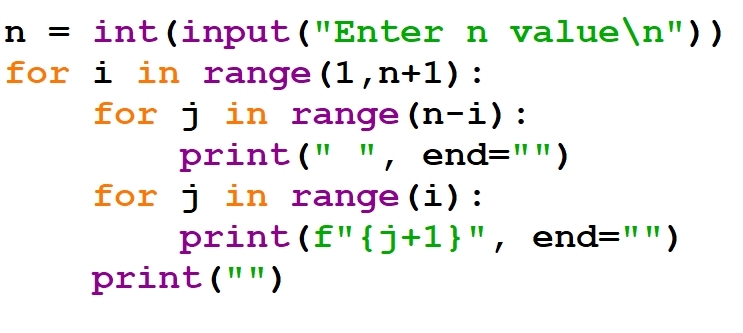 n = int(input("Enter n value\n"))
for i in range(1,n+1):
    for j in range(n-i):
        print(" ", end="")
    for j in range(i):
        print(f"{j+1}", end="")
    print("")